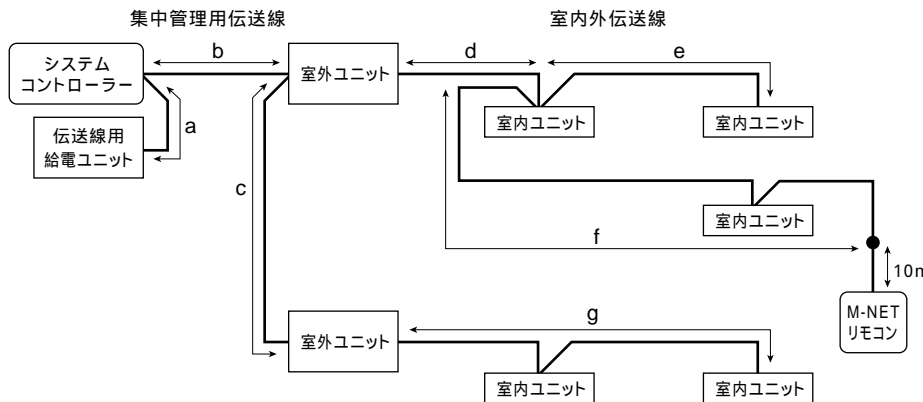 集中管理用伝送線
室内外伝送線
システム
コントローラー
b
室外ユニット
d
e
伝送線用
給電ユニット
a
室内ユニット
室内ユニット
c
室内ユニット
f
10m
M-NET
リモコン
室外ユニット
g
室内ユニット
室内ユニット